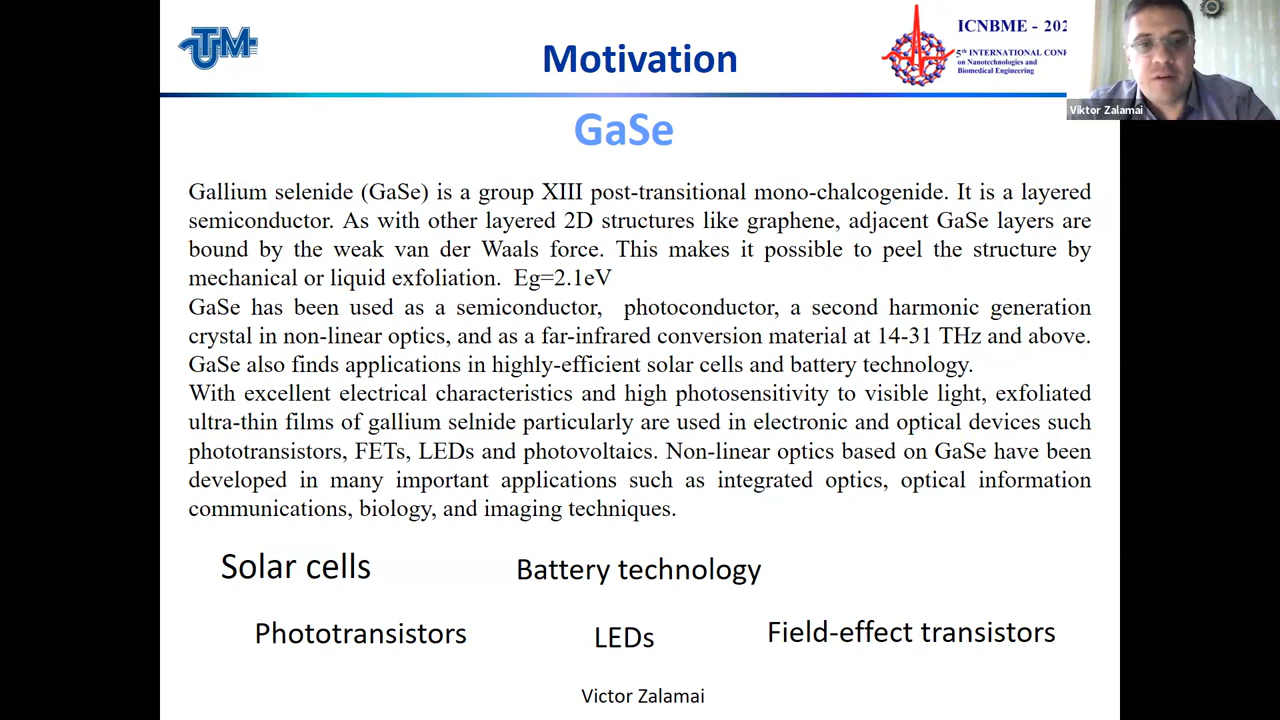 UTM
Motivation
ICNBME - 202
5th INTERNATIONAL CONF
on Nanotechnologies and
Biomedical Engineering
Viktor Zalamai
GaSe
Gallium selenide (GaSe) is a group XIII post-transitional mono-chalcogenide. It is a layered
semiconductor. As with other layered 2D structures like graphene, adjacent GaSe layers are
bound by the weak van der Waals force. This makes it possible to peel the structure by
mechanical or liquid exfoliation. Eg=2.1eV
GaSe has been used as a semiconductor, photoconductor, a second harmonic generation
crystal in non-linear optics, and as a far-infrared conversion material at 14-31 THz and above.
GaSe also finds applications in highly-efficient solar cells and battery technology.
With excellent electrical characteristics and high photosensitivity to visible light, exfoliated
ultra-thin films of gallium selnide particularly are used in electronic and optical devices such
phototransistors, FETs, LEDs and photovoltaics. Non-linear optics based on GaSe have been
developed in many important applications such as integrated optics, optical information
communications, biology, and imaging techniques.
Solar cells
Battery technology
Phototransistors
LEDs
Field-effect transistors
Victor Zalamai